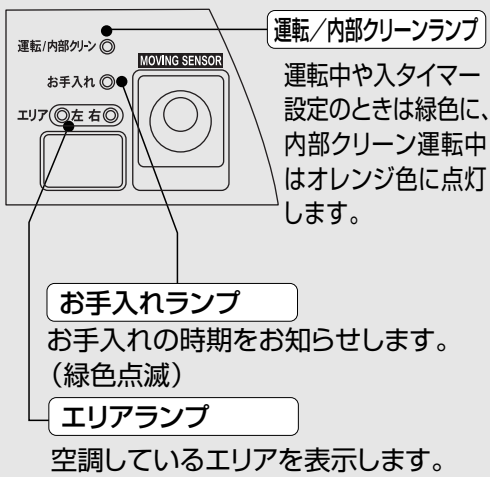 運転/内部クリーン
お手入れ
エリア 左 右
MOVING SENSOR
運転／内部クリーンランプ
運転中や入タイマー
設定のときは緑色に、
内部クリーン運転中
はオレンジ色に点灯
します。
お手入れランプ
お手入れの時期をお知らせします。
（緑色点滅）
エリアランプ
空調しているエリアを表示します。